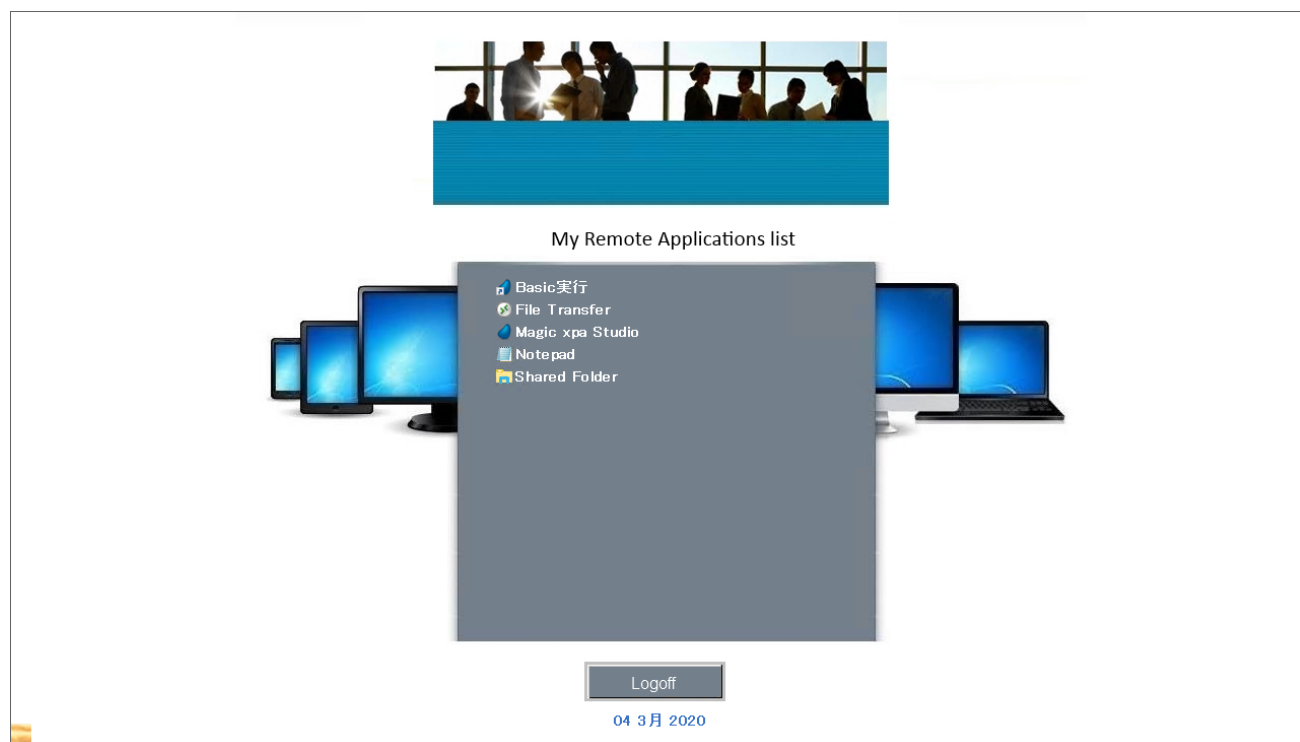 My Remote Applications list
Basic実行
File Transfer
Magic xpa Studio
Notepad
Shared Folder
Logoff
04 3月 2020